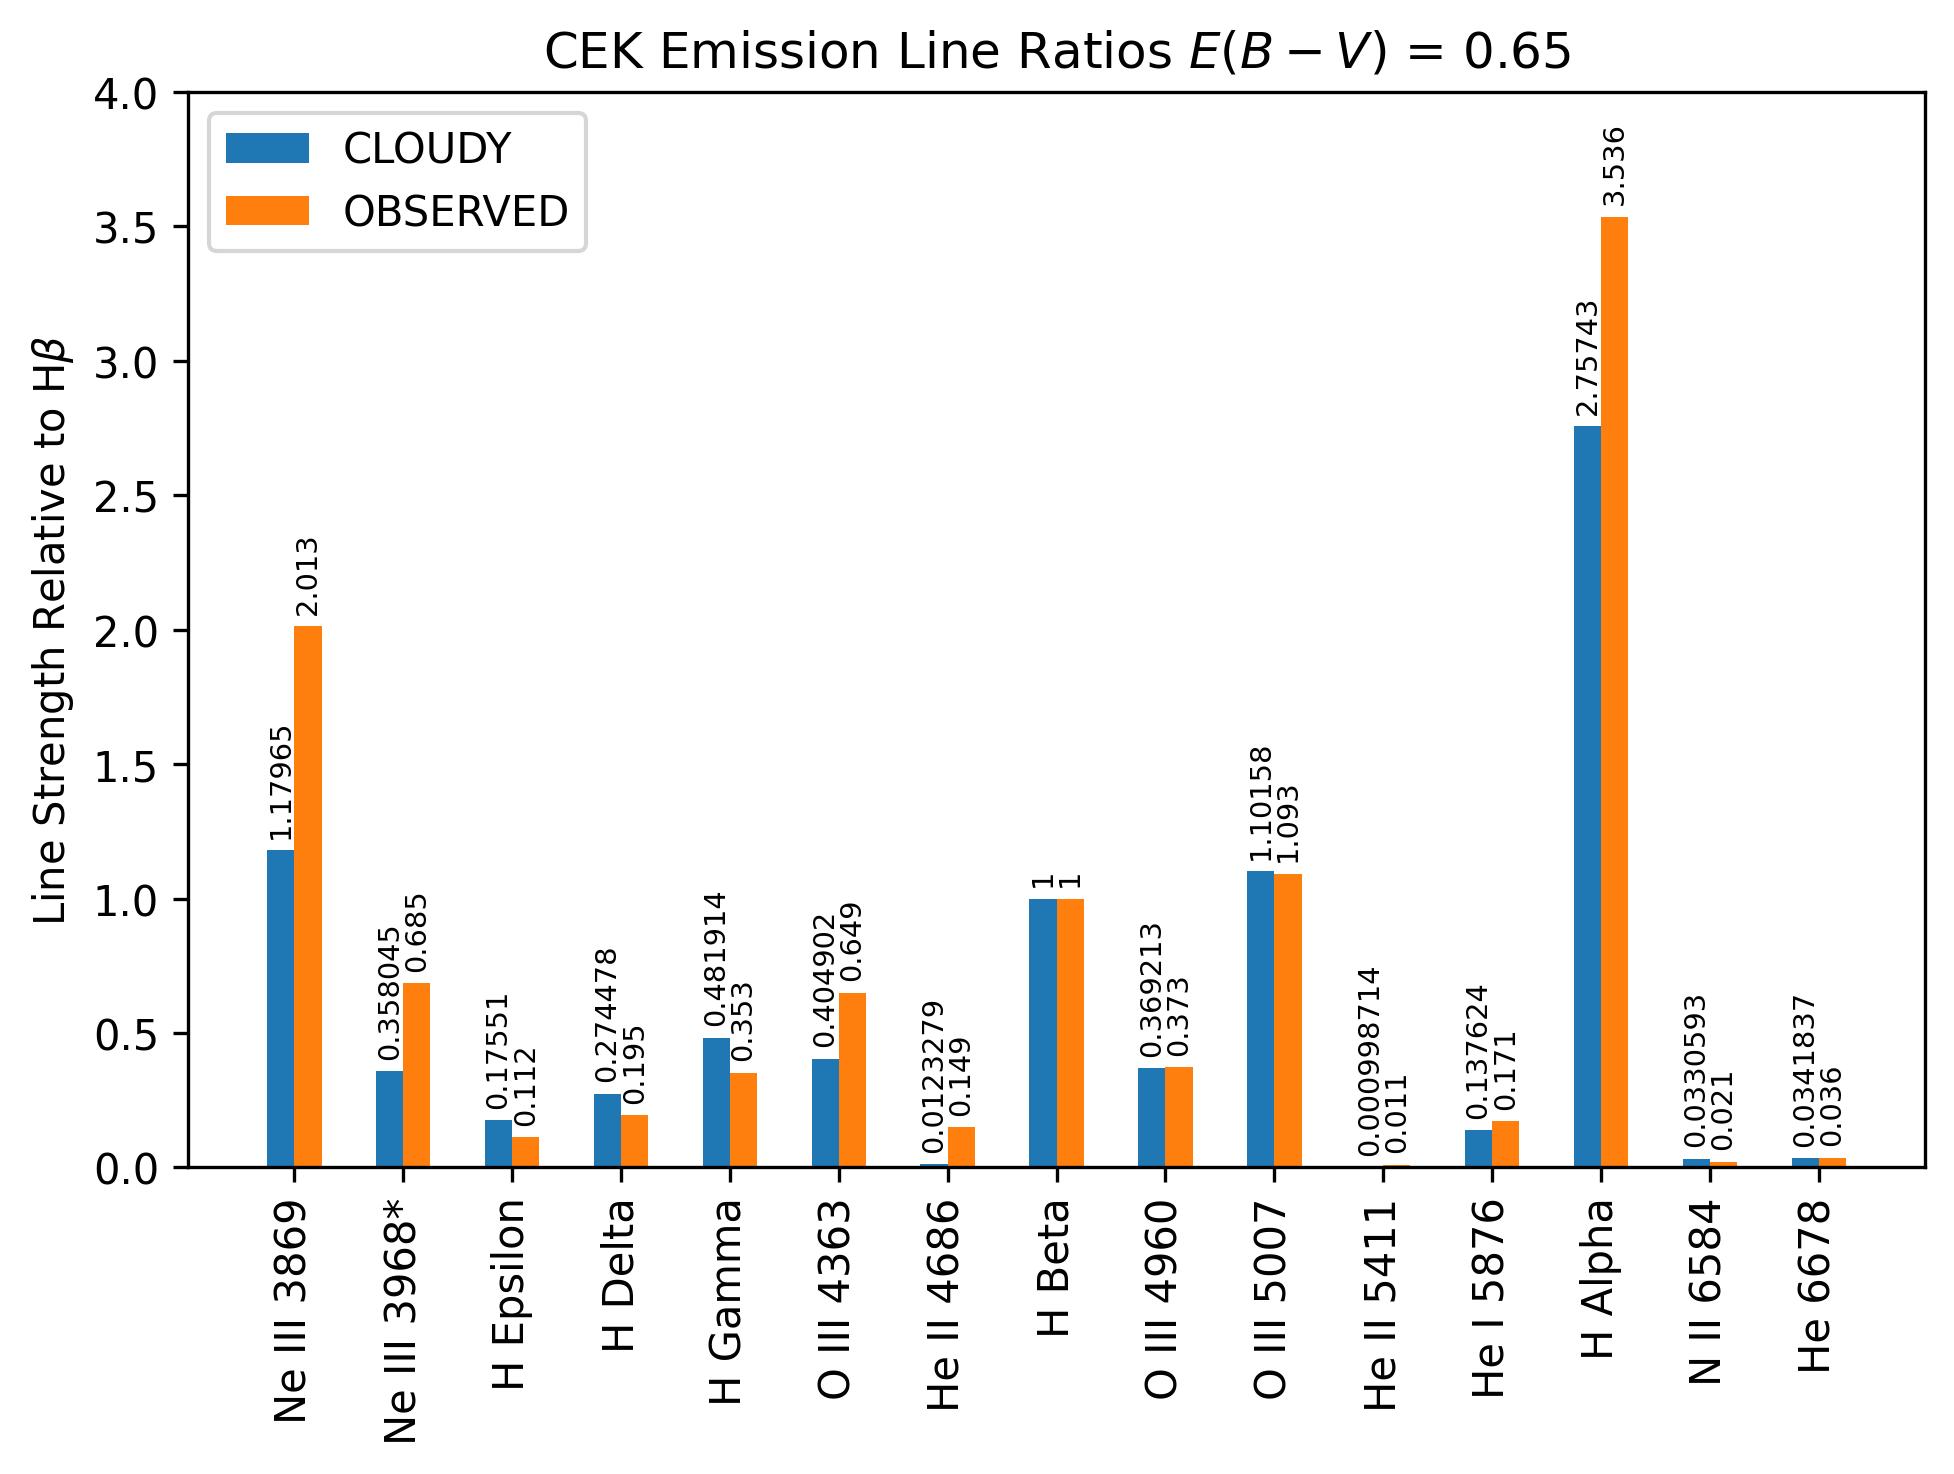 CEK Emission Line Ratios E(B − V) = 0.65
CLOUDY
OBSERVED
Line Strength Relative to Hβ
4.0
3.5
3.0
2.5
2.0
1.5
1.0
0.5
0.0
1.17965
2.013
0.358045
0.685
0.17551
0.112
0.274478
0.195
0.481914
0.353
0.404902
0.649
0.0123279
0.149
1
1
0.369213
0.373
1.10158
1.093
0.000998714
0.011
0.137624
0.171
2.75743
3.536
0.0330593
0.021
0.0341837
0.036
Ne III 3869
Ne III 3968*
H Epsilon
H Delta
H Gamma
O III 4363
He II 4686
H Beta
O III 4960
O III 5007
He II 5411
He I 5876
H Alpha
N II 6584
He 6678